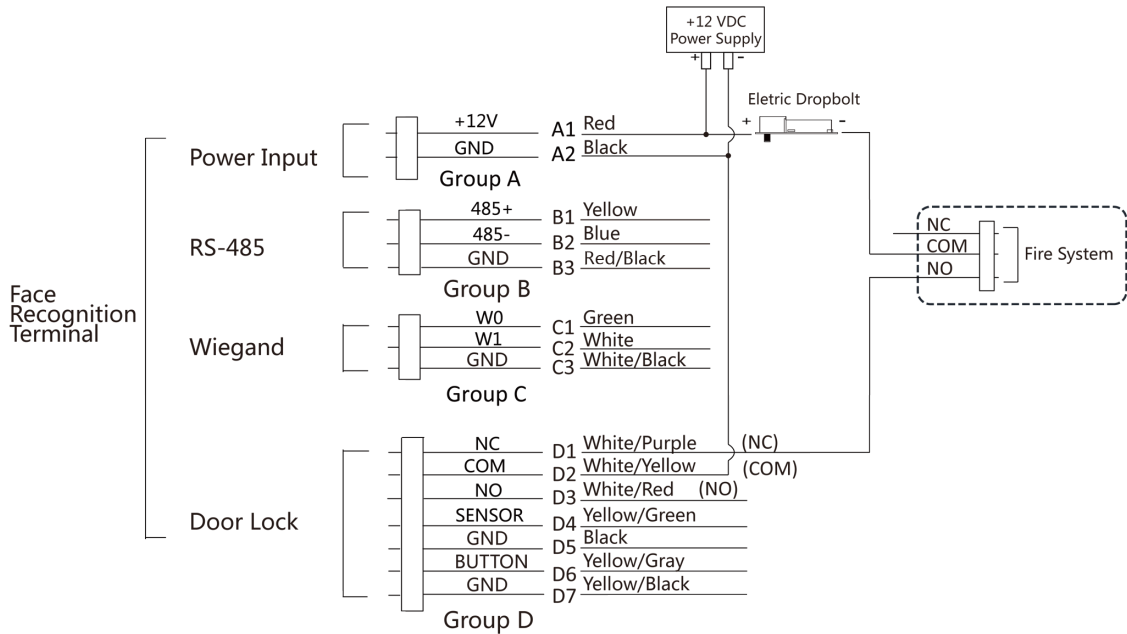 +12 VDC
Power Supply
+ -
Eletric Dropbolt
+ -
Face
Recognition
Terminal
Power Input
+12V A1 Red
GND A2 Black
Group A
RS-485
485+ B1 Yellow
485- B2 Blue
GND B3 Red/Black
Group B
NC
COM
NO
Fire System
Wiegand
W0 C1 Green
W1 C2 White
GND C3 White/Black
Group C
Door Lock
NC D1 White/Purple (NC)
COM D2 White/Yellow (COM)
NO D3 White/Red (NO)
SENSOR D4 Yellow/Green
GND D5 Black
BUTTON D6 Yellow/Gray
GND D7 Yellow/Black
Group D